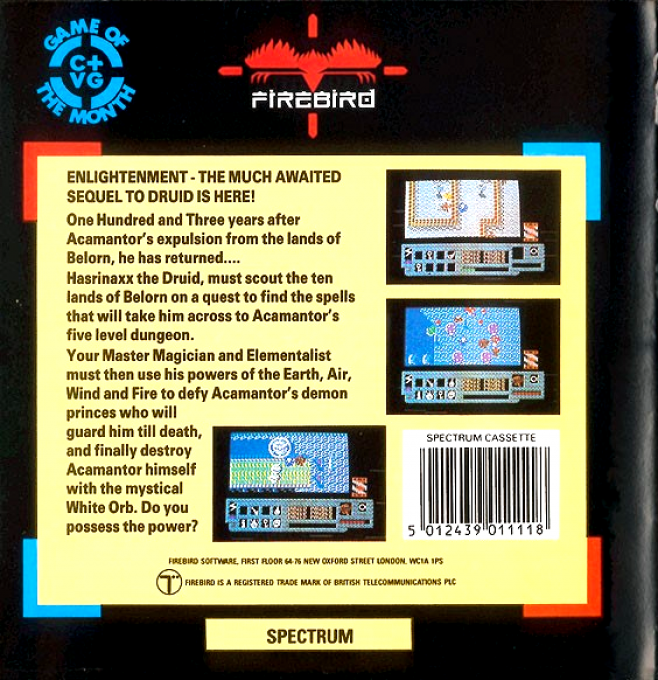 GAME OF
C+
VG
THE MONTH
FIREBIRD
ENLIGHTENMENT - THE MUCH AWAITED
SEQUEL TO DRUID IS HERE!
One Hundred and Three years after
Acamantor's expulsion from the lands of
Belorn, he has returned....
Hasrinaxx the Druid, must scout the ten
lands of Belorn on a quest to find the spells
that will take him across to Acamantor's
five level dungeon.
Your Master Magician and Elementalist
must then use his powers of the Earth, Air,
Wind and Fire to defy Acamantor's demon
princes who will
guard him till death,
and finally destroy
Acamantor himself
with the mystical
White Orb. Do you
possess the power?
SPECTRUM CASSETTE
5 012439 011118
FIREBIRD SOFTWARE, FIRST FLOOR 64-76 NEW OXFORD STREET LONDON, WC1A 1PS
T FIREBIRD IS A REGISTERED TRADE MARK OF BRITISH TELECOMMUNICATIONS PLC
SPECTRUM